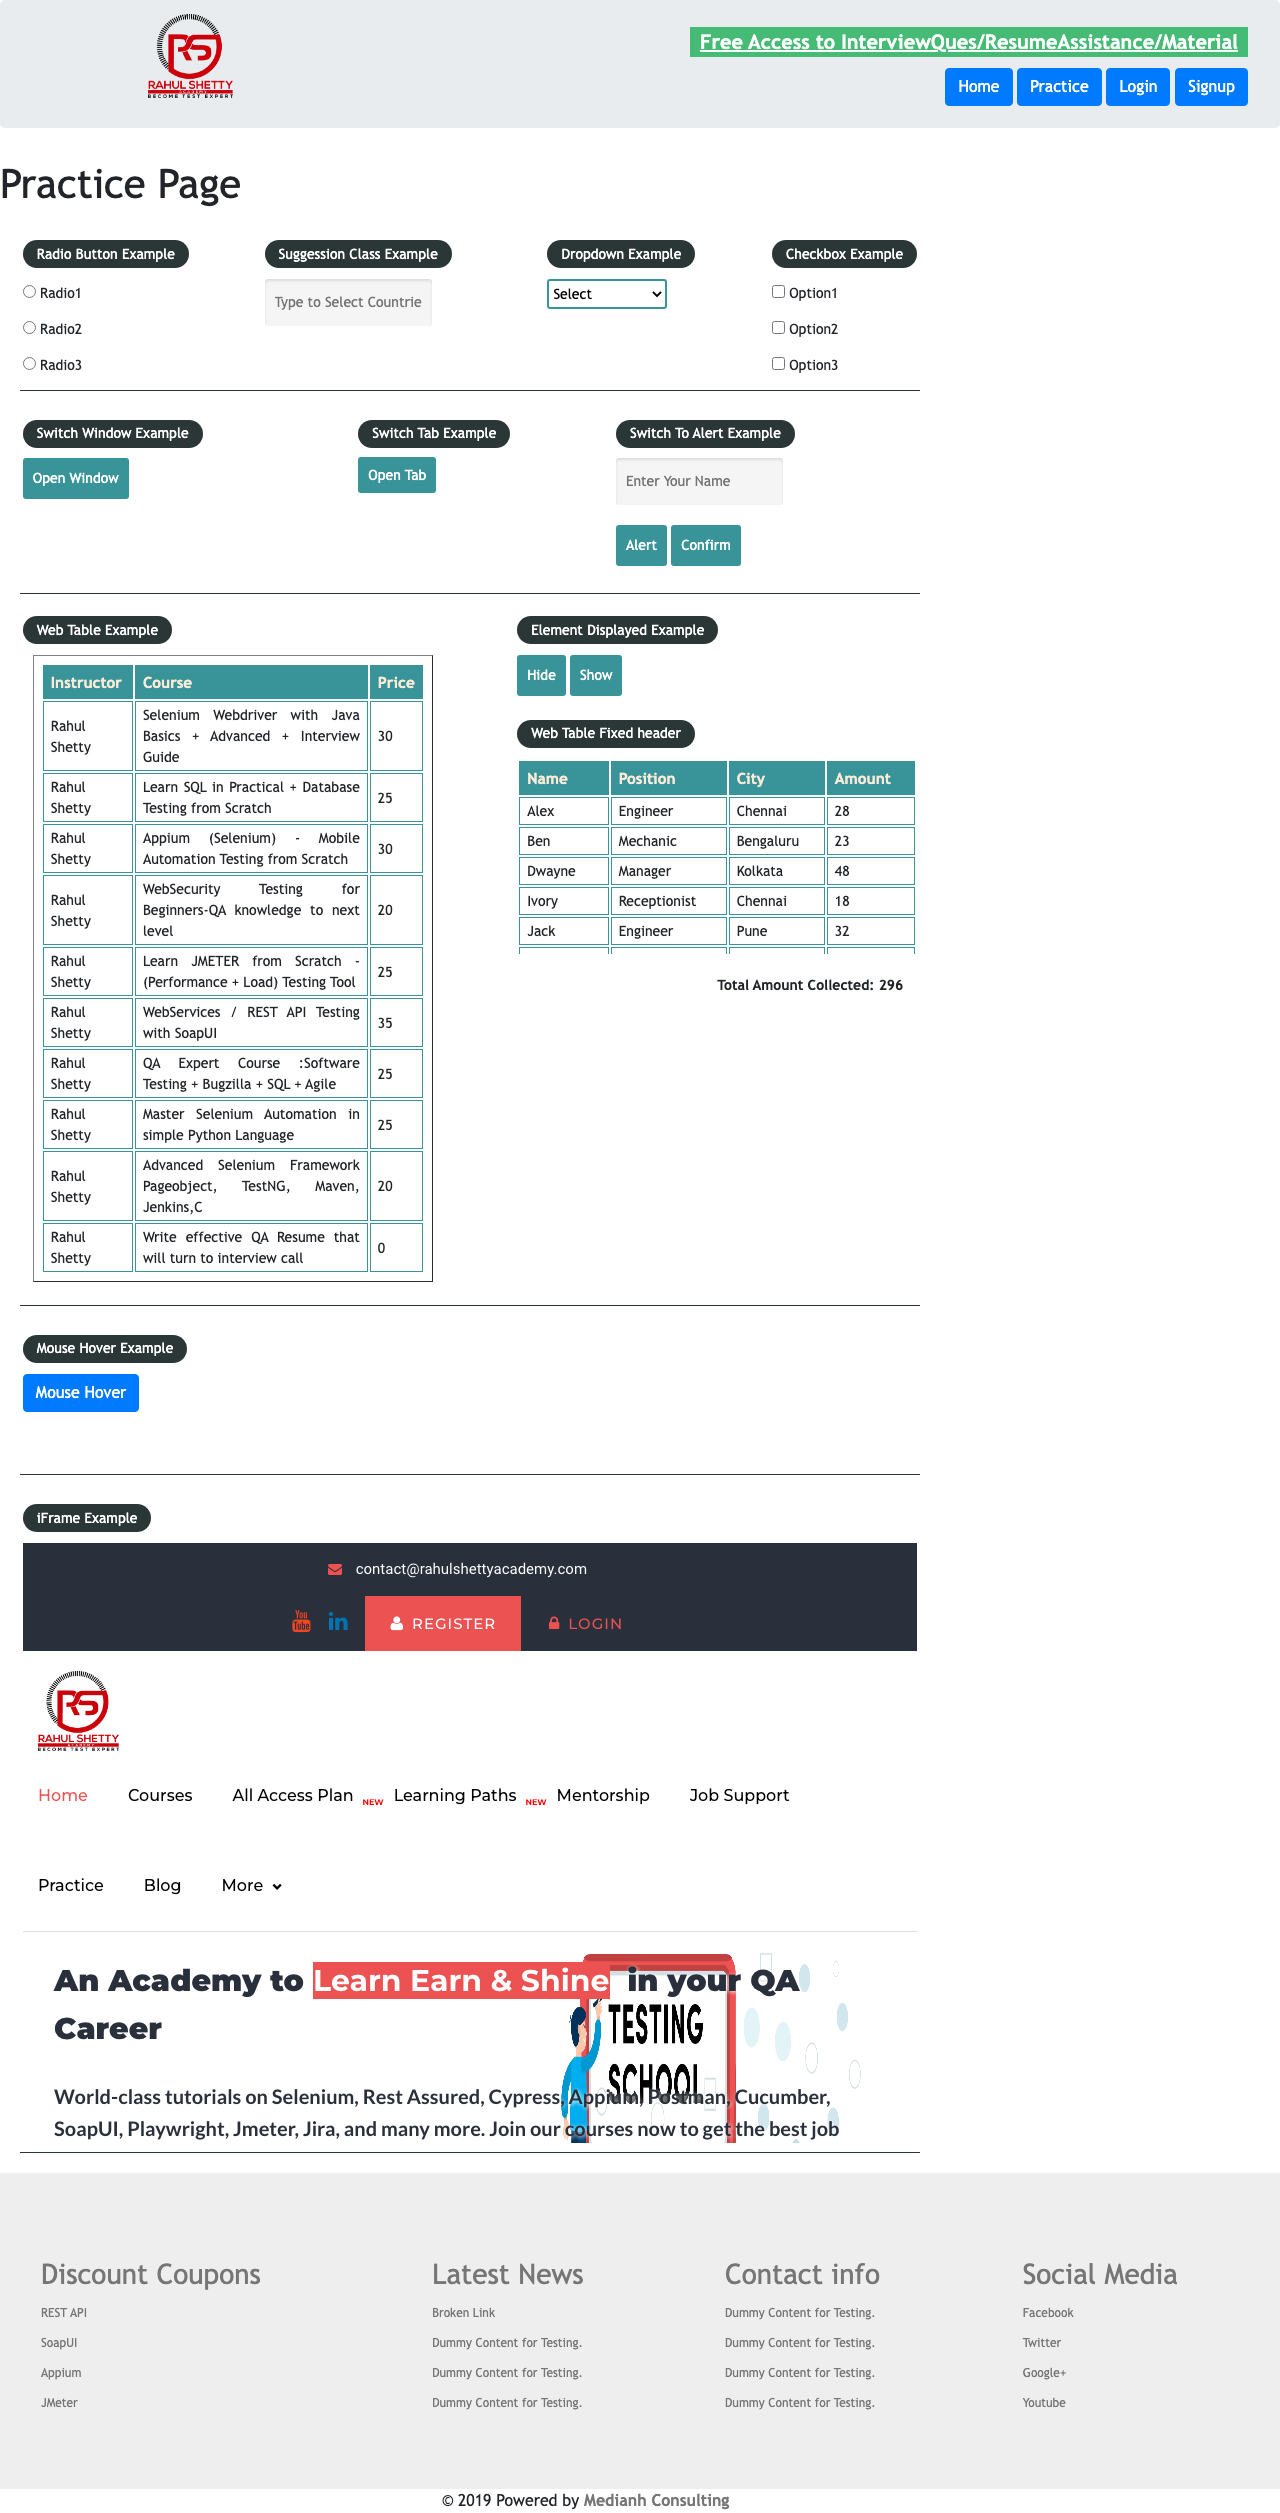 RAHUL SHETTY
ACADEMY
BECOME TEST EXPERT
Free Access to InterviewQues/ResumeAssistance/Material
Home Practice Login Signup
Practice Page
Radio Button Example
Radio1
Radio2
Radio3
Suggession Class Example
Type to Select Countrie
Dropdown Example
Select
Checkbox Example
Option1
Option2
Option3
Switch Window Example
Open Window
Switch Tab Example
Open Tab
Switch To Alert Example
Enter Your Name
Alert Confirm
Web Table Example
Instructor Course Price
Rahul
Shetty
Selenium Webdriver with Java
Basics + Advanced + Interview
Guide
30
Rahul
Shetty
Learn SQL in Practical + Database
Testing from Scratch
25
Rahul
Shetty
Appium (Selenium) - Mobile
Automation Testing from Scratch
30
Rahul
Shetty
WebSecurity Testing for
Beginners-QA knowledge to next
level
20
Rahul
Shetty
Learn JMETER from Scratch -
(Performance + Load) Testing Tool
25
Rahul
Shetty
WebServices / REST API Testing
with SoapUI
35
Rahul
Shetty
QA Expert Course :Software
Testing + Bugzilla + SQL + Agile
25
Rahul
Shetty
Master Selenium Automation in
simple Python Language
25
Rahul
Shetty
Advanced Selenium Framework
Pageobject, TestNG, Maven,
Jenkins,C
20
Rahul
Shetty
Write effective QA Resume that
will turn to interview call
0
Element Displayed Example
Hide Show
Web Table Fixed header
Name Position City Amount
Alex Engineer Chennai 28
Ben Mechanic Bengaluru 23
Dwayne Manager Kolkata 48
Ivory Receptionist Chennai 18
Jack Engineer Pune 32
Total Amount Collected: 296
Mouse Hover Example
Mouse Hover
iFrame Example
contact@rahulshettyacademy.com
You
Tube
in
REGISTER LOGIN
RAHUL SHETTY
ACADEMY
BECOME TEST EXPERT
Home Courses All Access Plan NEW Learning Paths NEW Mentorship Job Support
Practice Blog More
An Academy to Learn Earn & Shine in your QA
Career
TESTING
SCHOOL
World-class tutorials on Selenium, Rest Assured, Cypress, Appium, Postman, Cucumber,
SoapUI, Playwright, Jmeter, Jira, and many more. Join our courses now to get the best job
Discount Coupons
REST API
SoapUI
Appium
JMeter
Latest News
Broken Link
Dummy Content for Testing.
Dummy Content for Testing.
Dummy Content for Testing.
Contact info
Dummy Content for Testing.
Dummy Content for Testing.
Dummy Content for Testing.
Dummy Content for Testing.
Social Media
Facebook
Twitter
Google+
Youtube
© 2019 Powered by Medianh Consulting